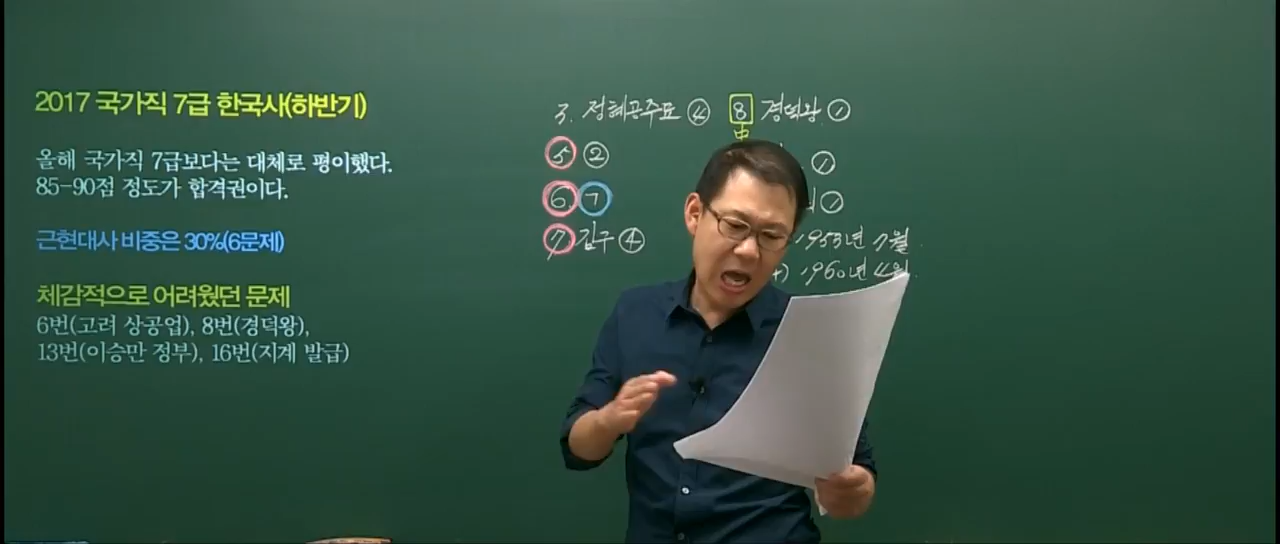 2017 국가직 7급 한국사(하반기)
올해 국가직 7급보다는 대체로 평이했다.
85-90점 정도가 합격권이다.
근현대사 비중은 30%(6문제)
체감적으로 어려웠던 문제
6번(고려 상공업), 8번(경덕왕),
13번(이승만 정부), 16번(지계 발급)
3. 정혜공주묘 ④
5 ②
6. ㄱ
7. 김구 ④
8 경덕왕 ①
中
①
①
1953년 7월
1960년 4월